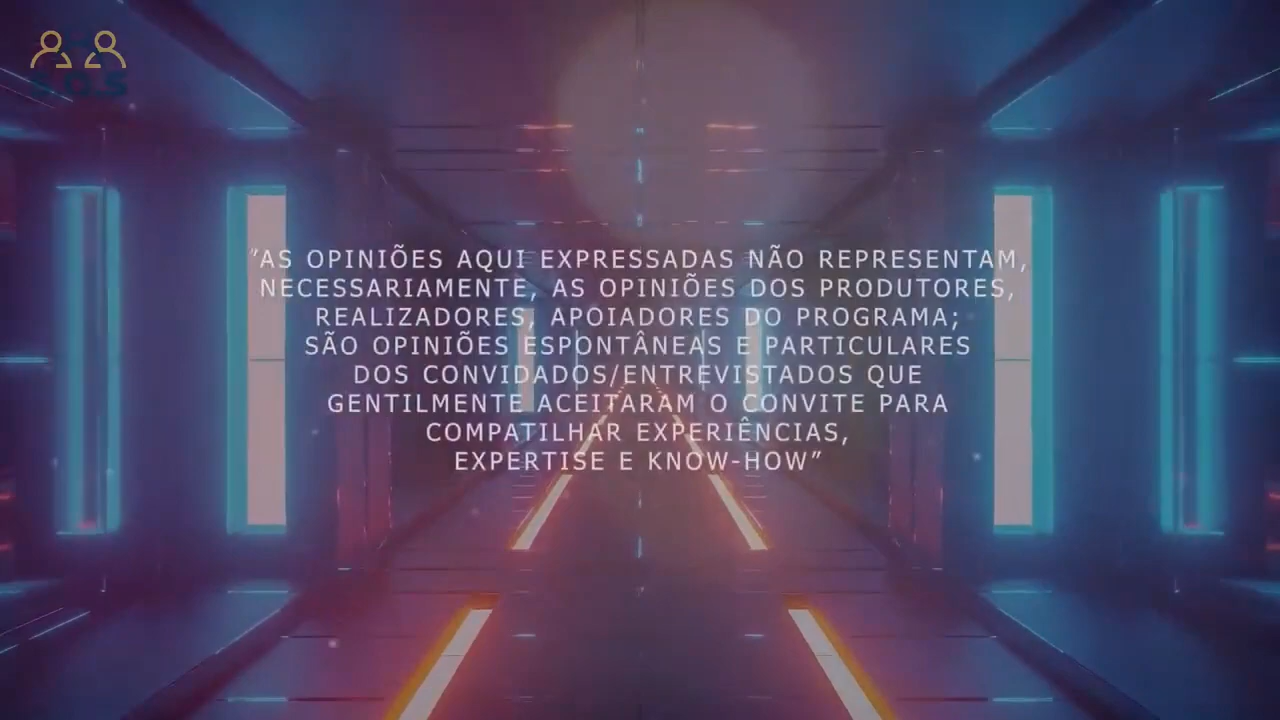 S.O.S
"AS OPINIÕES AQUI EXPRESSADAS NÃO REPRESENTAM,
NECESSARIAMENTE, AS OPINIÕES DOS PRODUTORES,
REALIZADORES, APOIADORES DO PROGRAMA;
SÃO OPINIÕES ESPONTÂNEAS E PARTICULARES
DOS CONVIDADOS/ENTREVISTADOS QUE
GENTILMENTE ACEITARAM O CONVITE PARA
COMPATILHAR EXPERIÊNCIAS,
EXPERTISE E KNOW-HOW”